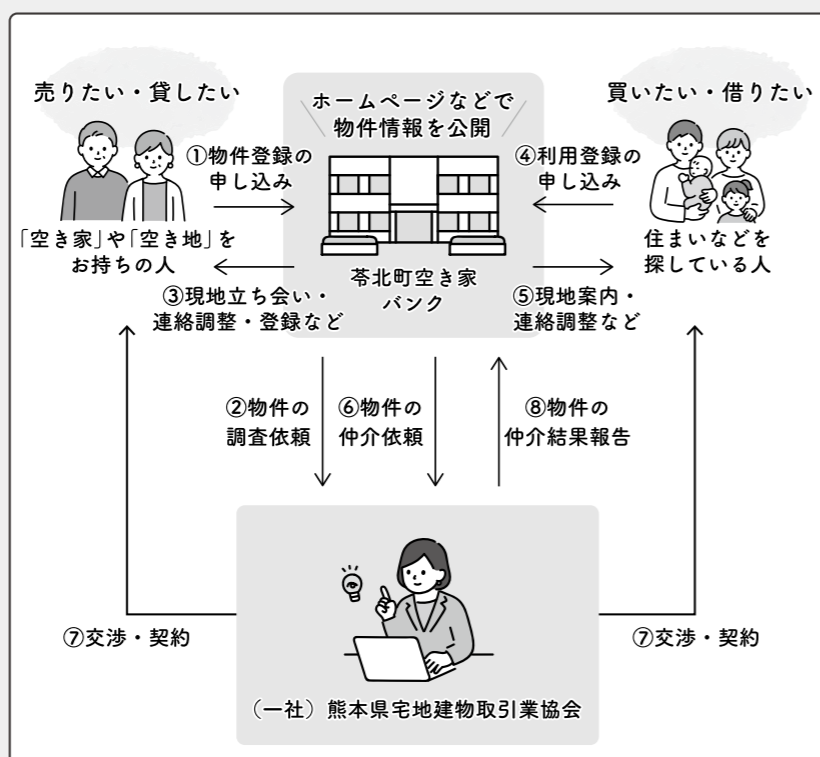 売りたい・貸したい
ホームページなどで
物件情報を公開
買いたい・借りたい
①物件登録の
申し込み
④利用登録の
申し込み
「空き家」や「空き地」を
お持ちの人
苓北町空き家
バンク
住まいなどを
探している人
③現地立ち会い・
連絡調整・登録など
⑤現地案内・
連絡調整など
②物件の
調査依頼
⑥物件の
仲介依頼
⑧物件の
仲介結果報告
⑦交渉・契約
⑦交渉・契約
（一社）熊本県宅地建物取引業協会